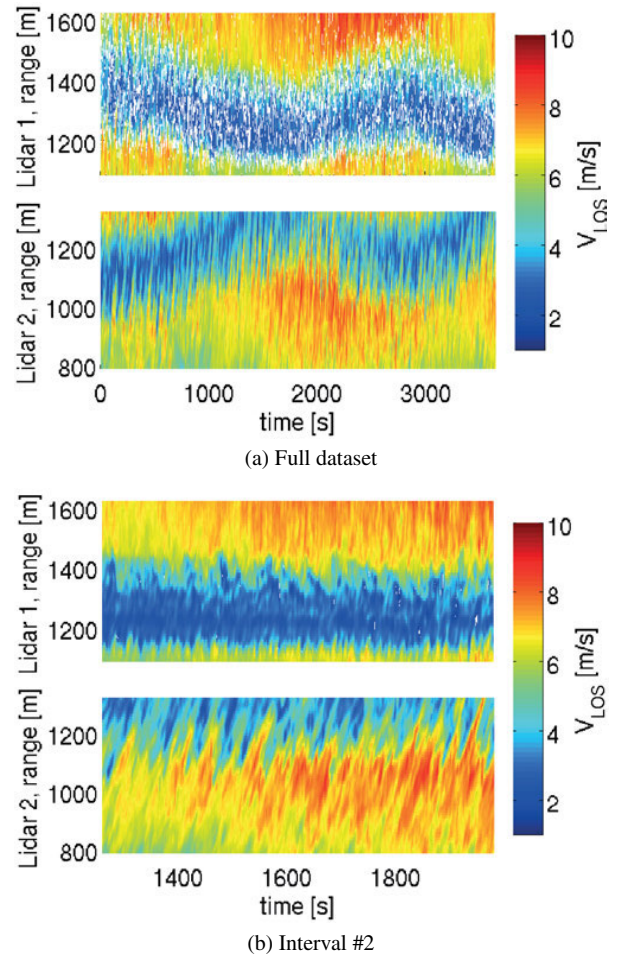 Lidar 1, range [m]
1600
1400
1200
Lidar 2, range [m]
1200
1000
800
0
1000
2000
3000
time [s]
10
8
6
4
2
V_LOS [m/s]
(a) Full dataset
Lidar 1, range [m]
1600
1400
1200
Lidar 2, range [m]
1200
1000
800
1400
1600
1800
time [s]
10
8
6
4
2
V_LOS [m/s]
(b) Interval #2